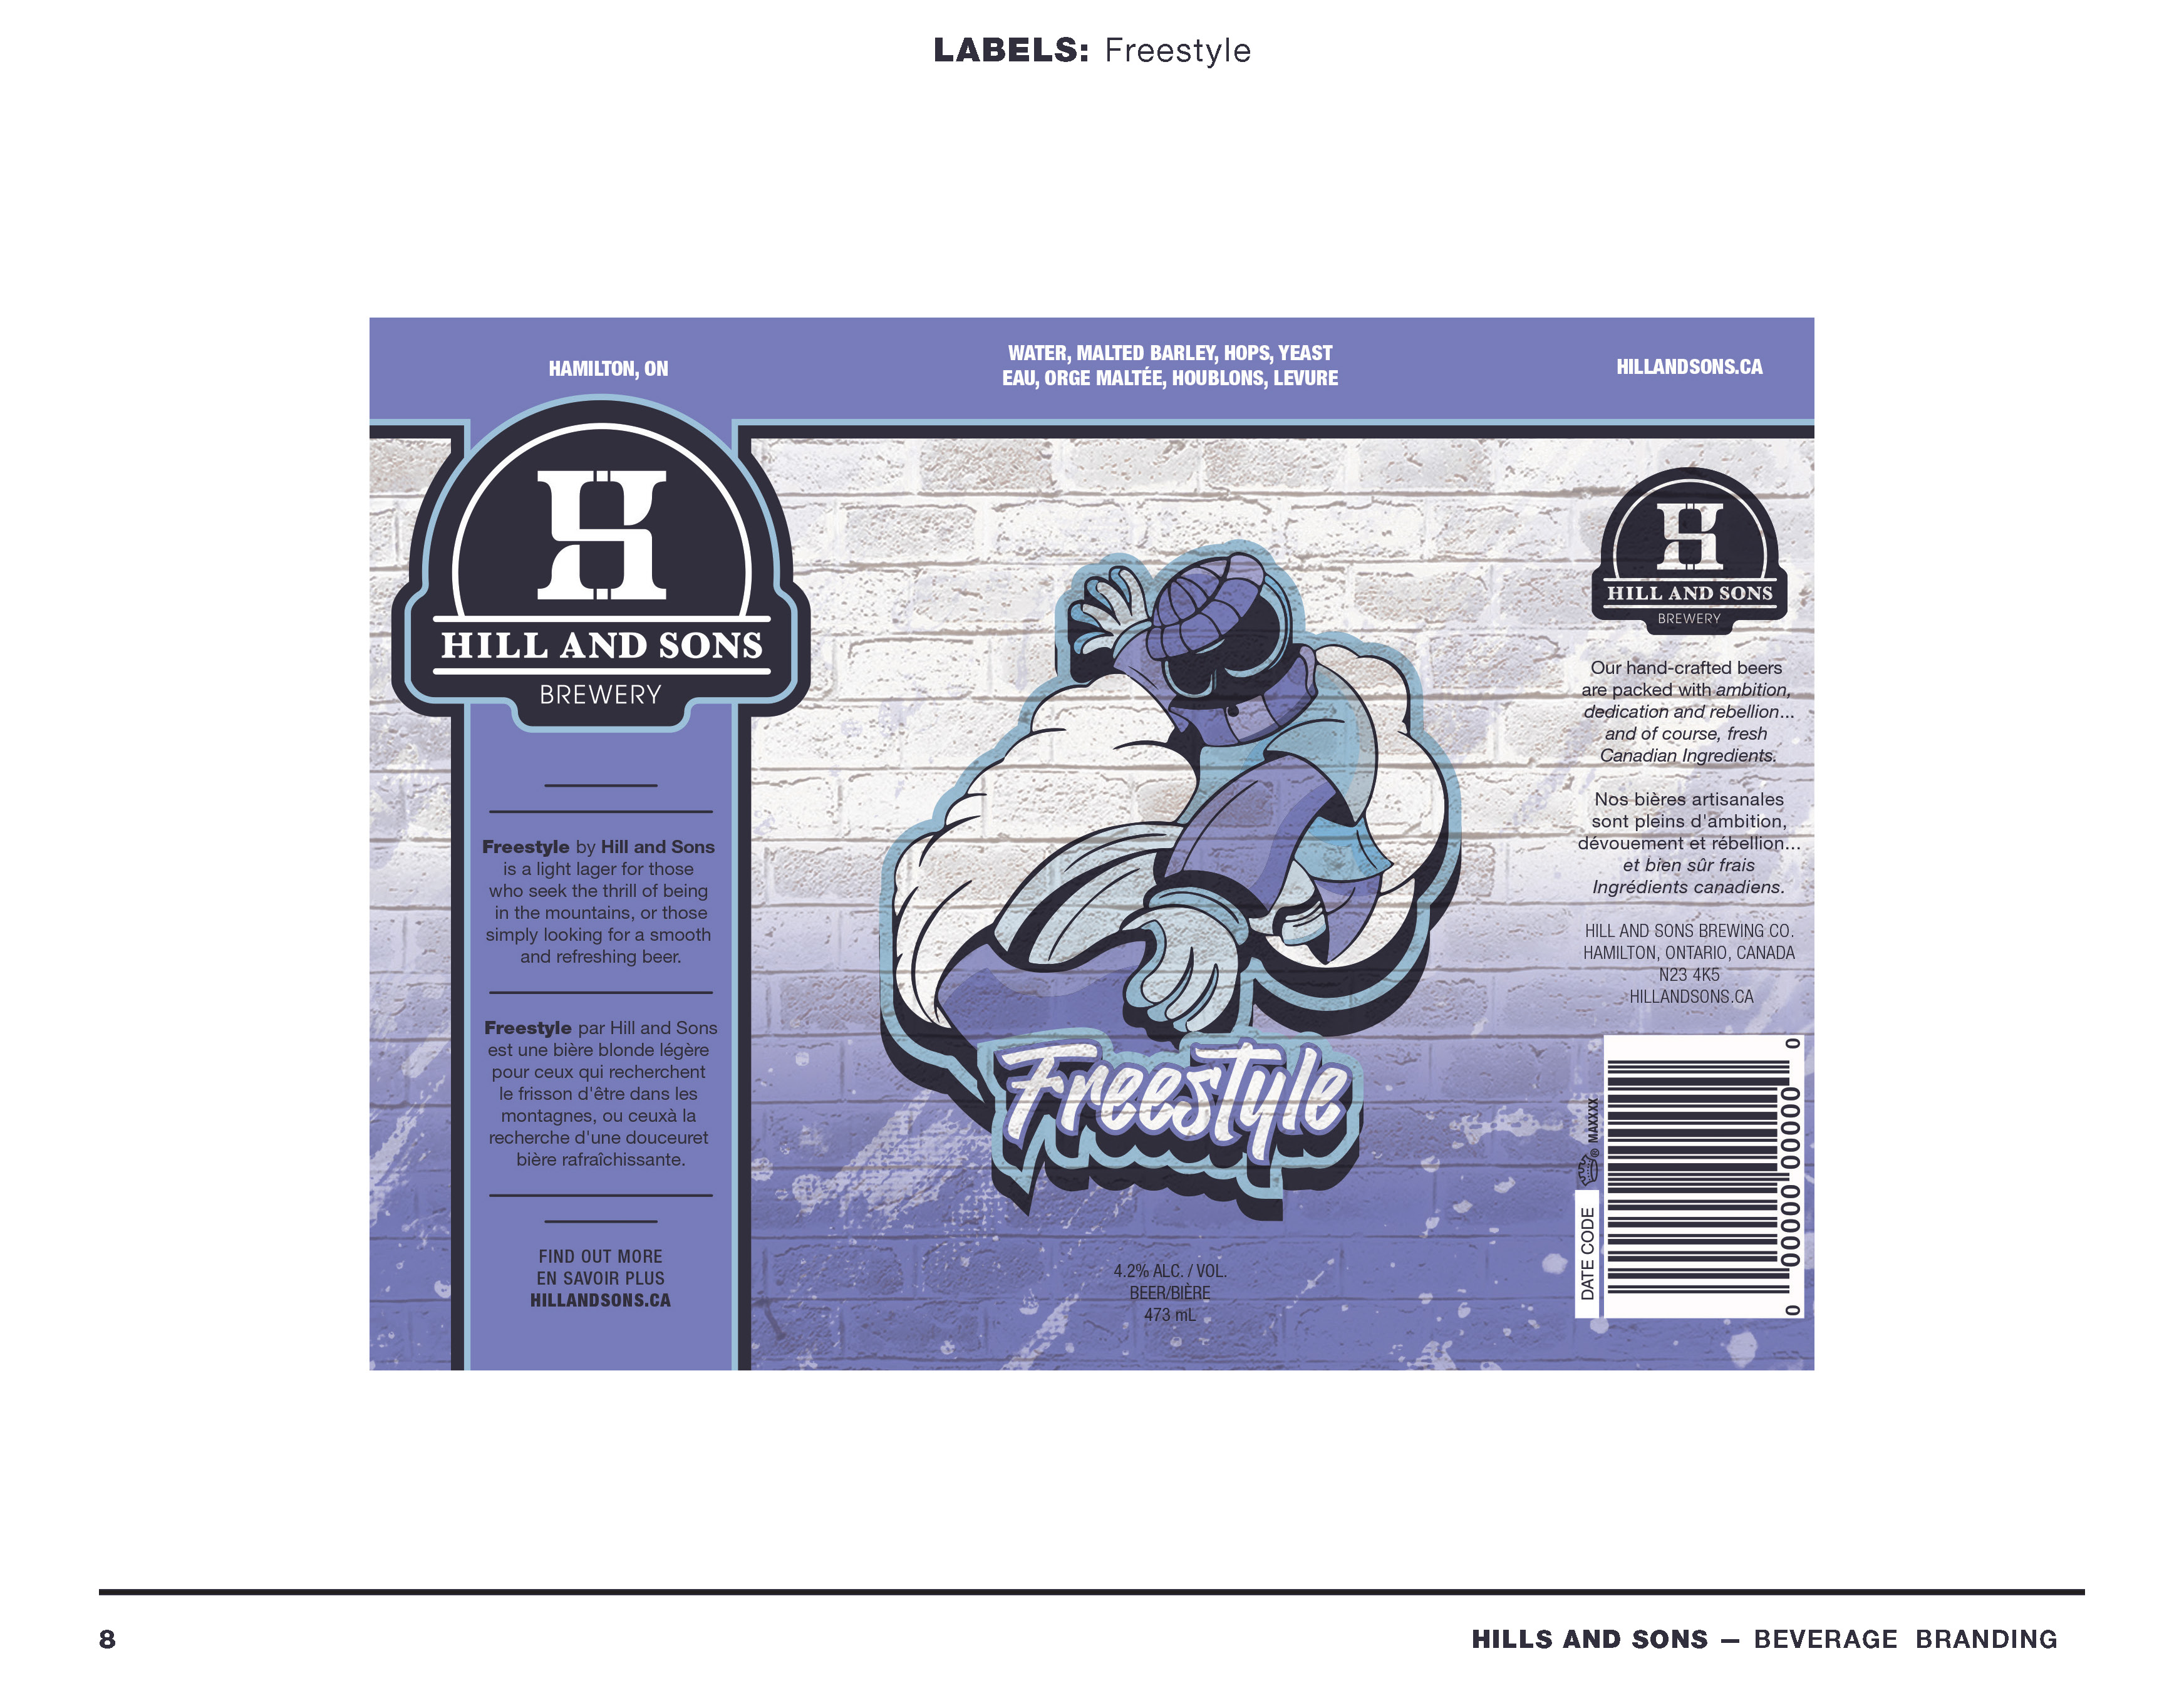 LABELS: Freestyle
HAMILTON, ON
WATER, MALTED BARLEY, HOPS, YEAST
EAU, ORGE MALTÉE, HOUBLONS, LEVURE
HILLANDSONS.CA
H
HILL AND SONS
BREWERY
Freestyle by Hill and Sons
is a light lager for those
who seek the thrill of being
in the mountains, or those
simply looking for a smooth
and refreshing beer.
Freestyle par Hill and Sons
est une bière blonde légère
pour ceux qui recherchent
le frisson d'être dans les
montagnes, ou ceuxà la
recherche d'une douceuret
bière rafraîchissante.
FIND OUT MORE
EN SAVOIR PLUS
HILLANDSONS.CA
Freestyle
4.2% ALC. / VOL.
BEER/BIÈRE
473 mL
H
HILL AND SONS
BREWERY
Our hand-crafted beers
are packed with ambition,
dedication and rebellion...
and of course, fresh
Canadian Ingredients.
Nos bières artisanales
sont pleins d'ambition,
dévouement et rébellion...
et bien sûr frais
Ingrédients canadiens.
HILL AND SONS BREWING CO.
HAMILTON, ONTARIO, CANADA
N23 4K5
HILLANDSONS.CA
DATE CODE
® MAXXXX
0 00000 00000 0
8
HILLS AND SONS — BEVERAGE BRANDING